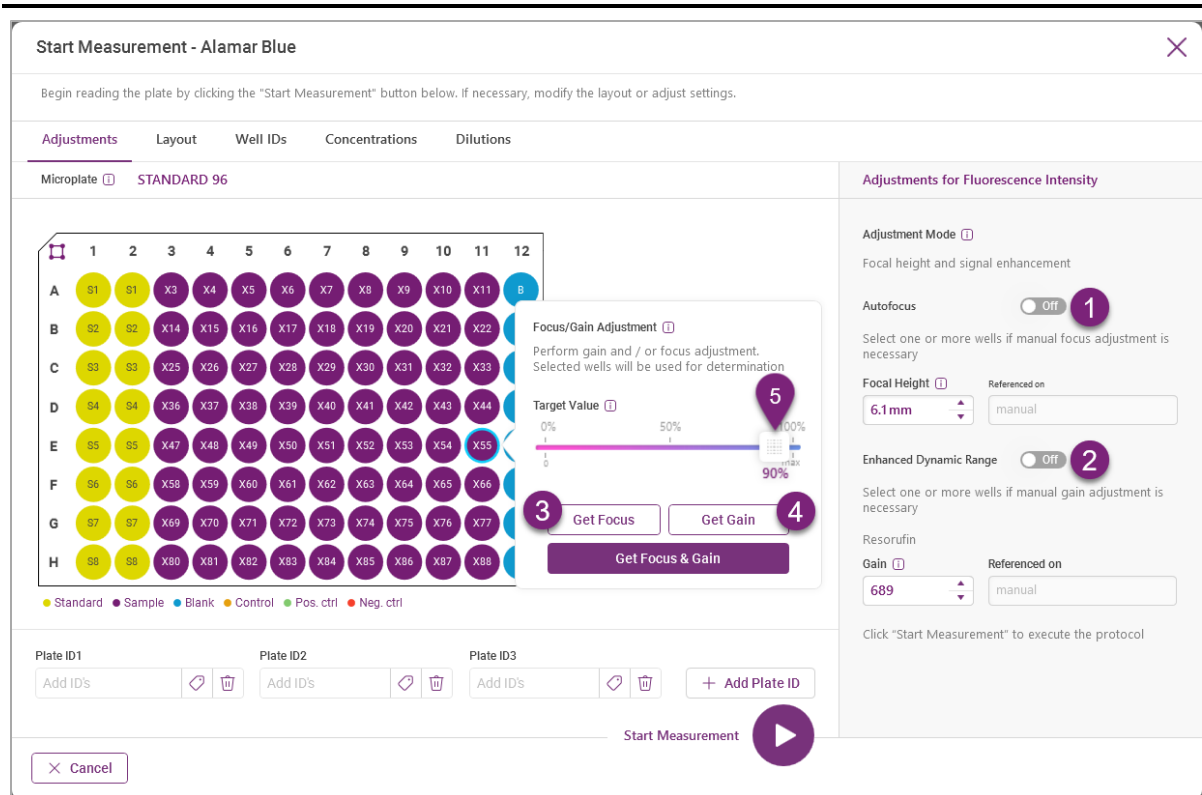 Start Measurement - Alamar Blue
Begin reading the plate by clicking the "Start Measurement" button below. If necessary, modify the layout or adjust settings.
Adjustments Layout Well IDs Concentrations Dilutions
Microplate i STANDARD 96
1 2 3 4 5 6 7 8 9 10 11 12
A S1 S1 X3 X4 X5 X6 X7 X8 X9 X10 X11 B
B S2 S2 X14 X15 X16 X17 X18 X19 X20 X21 X22
C S3 S3 X25 X26 X27 X28 X29 X30 X31 X32 X33
D S4 S4 X36 X37 X38 X39 X40 X41 X42 X43 X44
E S5 S5 X47 X48 X49 X50 X51 X52 X53 X54 X55
F S6 S6 X58 X59 X60 X61 X62 X63 X64 X65 X66
G S7 S7 X69 X70 X71 X72 X73 X74 X75 X76 X77
H S8 S8 X80 X81 X82 X83 X84 X85 X86 X87 X88
Standard Sample Blank Control Pos. ctrl Neg. ctrl
Focus/Gain Adjustment i
Perform gain and / or focus adjustment.
Selected wells will be used for determination
Target Value i
5
0% 50% 100%
0 max
90%
3 Get Focus Get Gain 4
Get Focus & Gain
Plate ID1 Plate ID2 Plate ID3
Add ID's Add ID's Add ID's + Add Plate ID
Start Measurement
Cancel
Adjustments for Fluorescence Intensity
Adjustment Mode i
Focal height and signal enhancement
Autofocus Off 1
Select one or more wells if manual focus adjustment is
necessary
Focal Height i Referenced on
6.1 mm manual
Enhanced Dynamic Range Off 2
Select one or more wells if manual gain adjustment is
necessary
Resorufin
Gain i Referenced on
689 manual
Click "Start Measurement" to execute the protocol